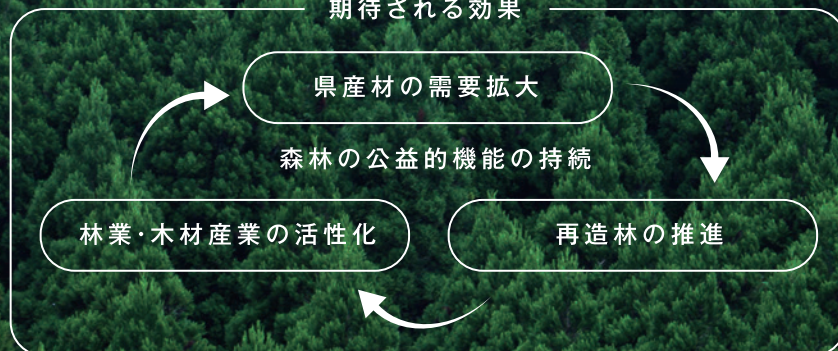 期待される効果
県産材の需要拡大
森林の公益的機能の持続
林業・木材産業の活性化
再造林の推進